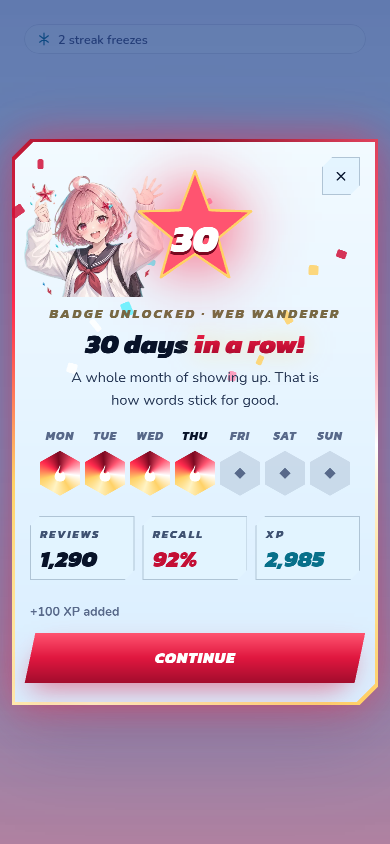 2 streak freezes
30
BADGE UNLOCKED · WEB WANDERER
30 days in a row!
A whole month of showing up. That is
how words stick for good.
MON TUE WED THU FRI SAT SUN
REVIEWS RECALL XP
1,290 92% 2,985
+100 XP added
CONTINUE